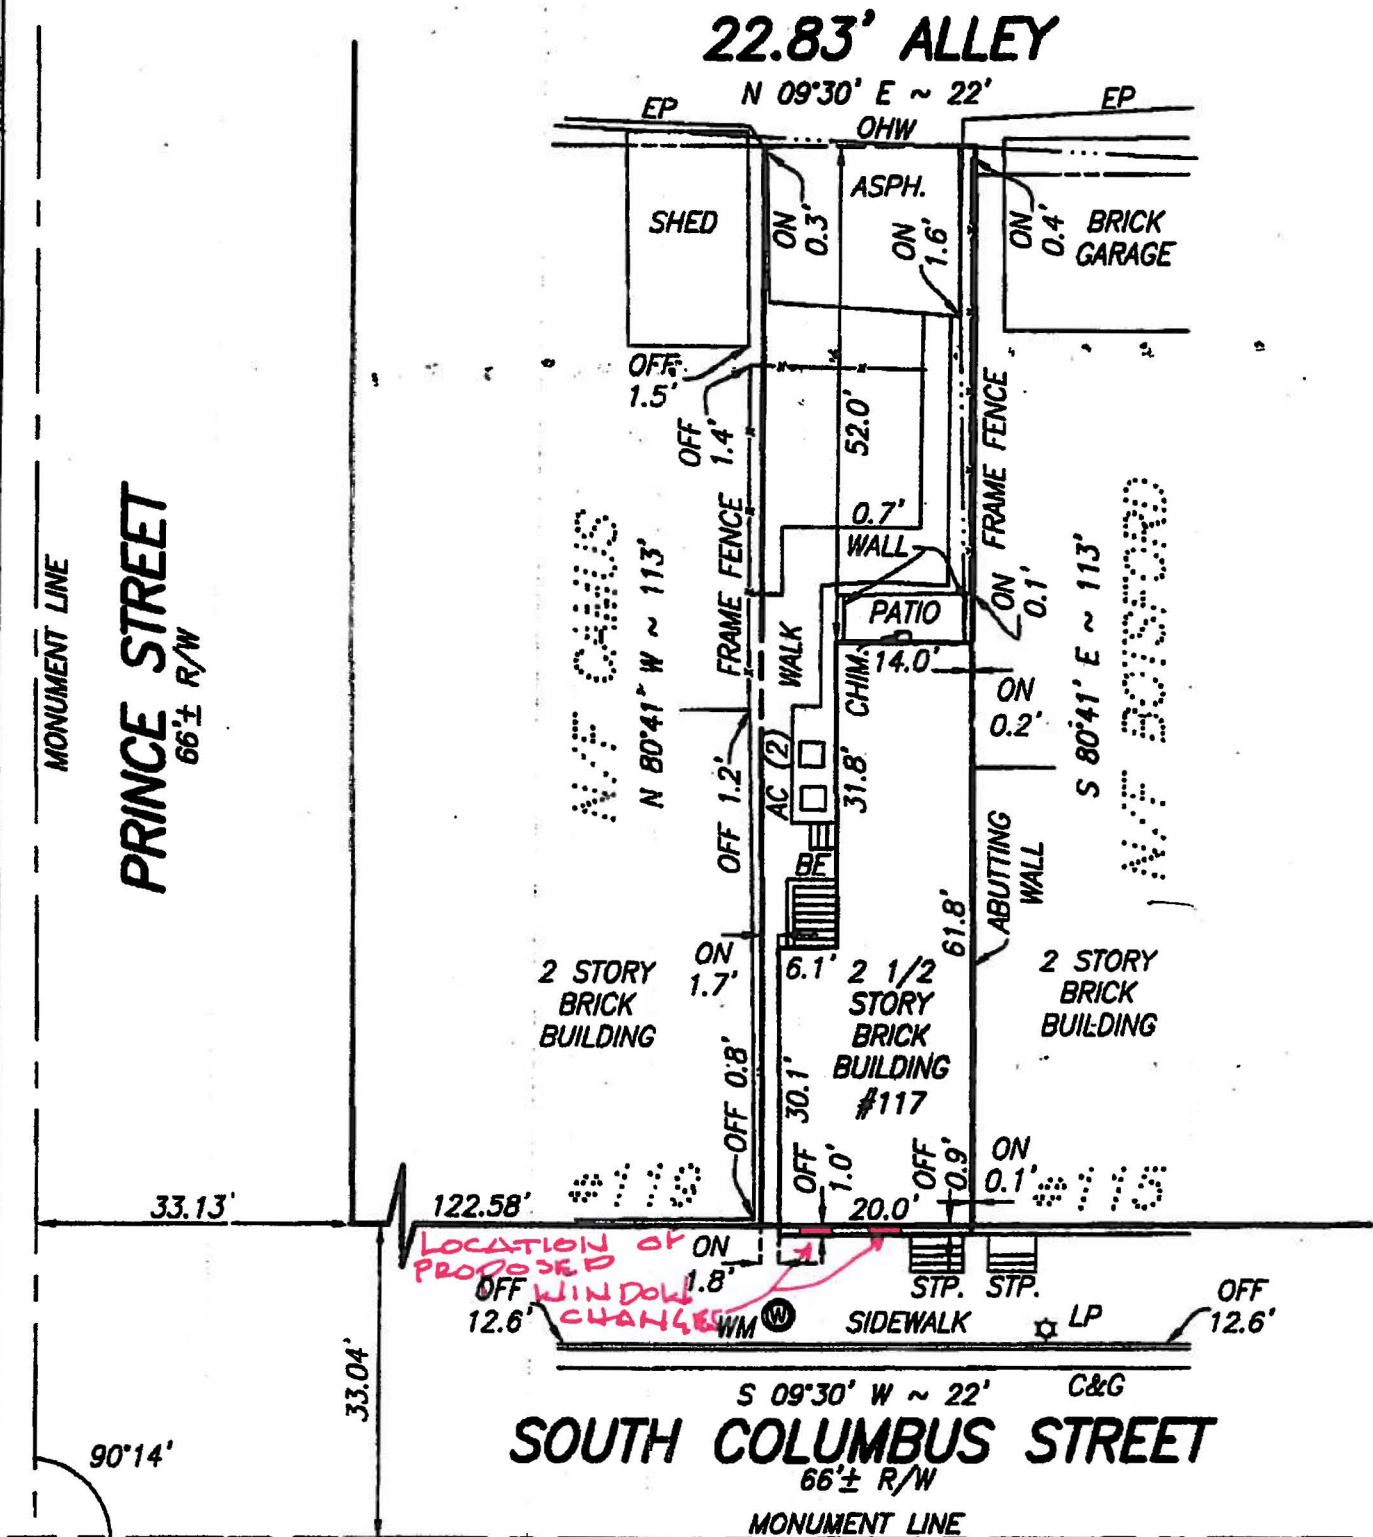 22.83' ALLEY
N 09°30' E ~ 22'
EP
EP
OHW
ASPH.
SHED
ON
0.3'
ON
1.6'
ON
0.4'
BRICK
GARAGE
OFF
1.5'
OFF
1.4'
52.0'
FRAME FENCE
FRAME FENCE
0.7'
WALL
PATIO
ON
0.1'
N/F CAMUS
N 80°41' W ~ 113'
S 80°41' E ~ 113'
N/F BOTSFORD
PRINCE STREET
66'± R/W
MONUMENT LINE
WALK
CHIM.
14.0'
ON
0.2'
OFF 1.2'
AC (2)
31.8'
BE
ABUTTING
WALL
61.8'
ON
1.7'
6.1'
2 STORY
BRICK
BUILDING
2 1/2
STORY
BRICK
BUILDING
#117
2 STORY
BRICK
BUILDING
OFF 0.8'
30.1'
OFF
1.0'
OFF
0.9'
ON
0.1'
#119
#115
33.13'
122.58'
20.0'
LOCATION OF
PROPOSED
WINDOW
CHANGES
ON
1.8'
OFF
12.6'
WM
W
STP.
STP.
SIDEWALK
LP
OFF
12.6'
33.04'
S 09°30' W ~ 22'
C&G
SOUTH COLUMBUS STREET
66'± R/W
MONUMENT LINE
90°14'